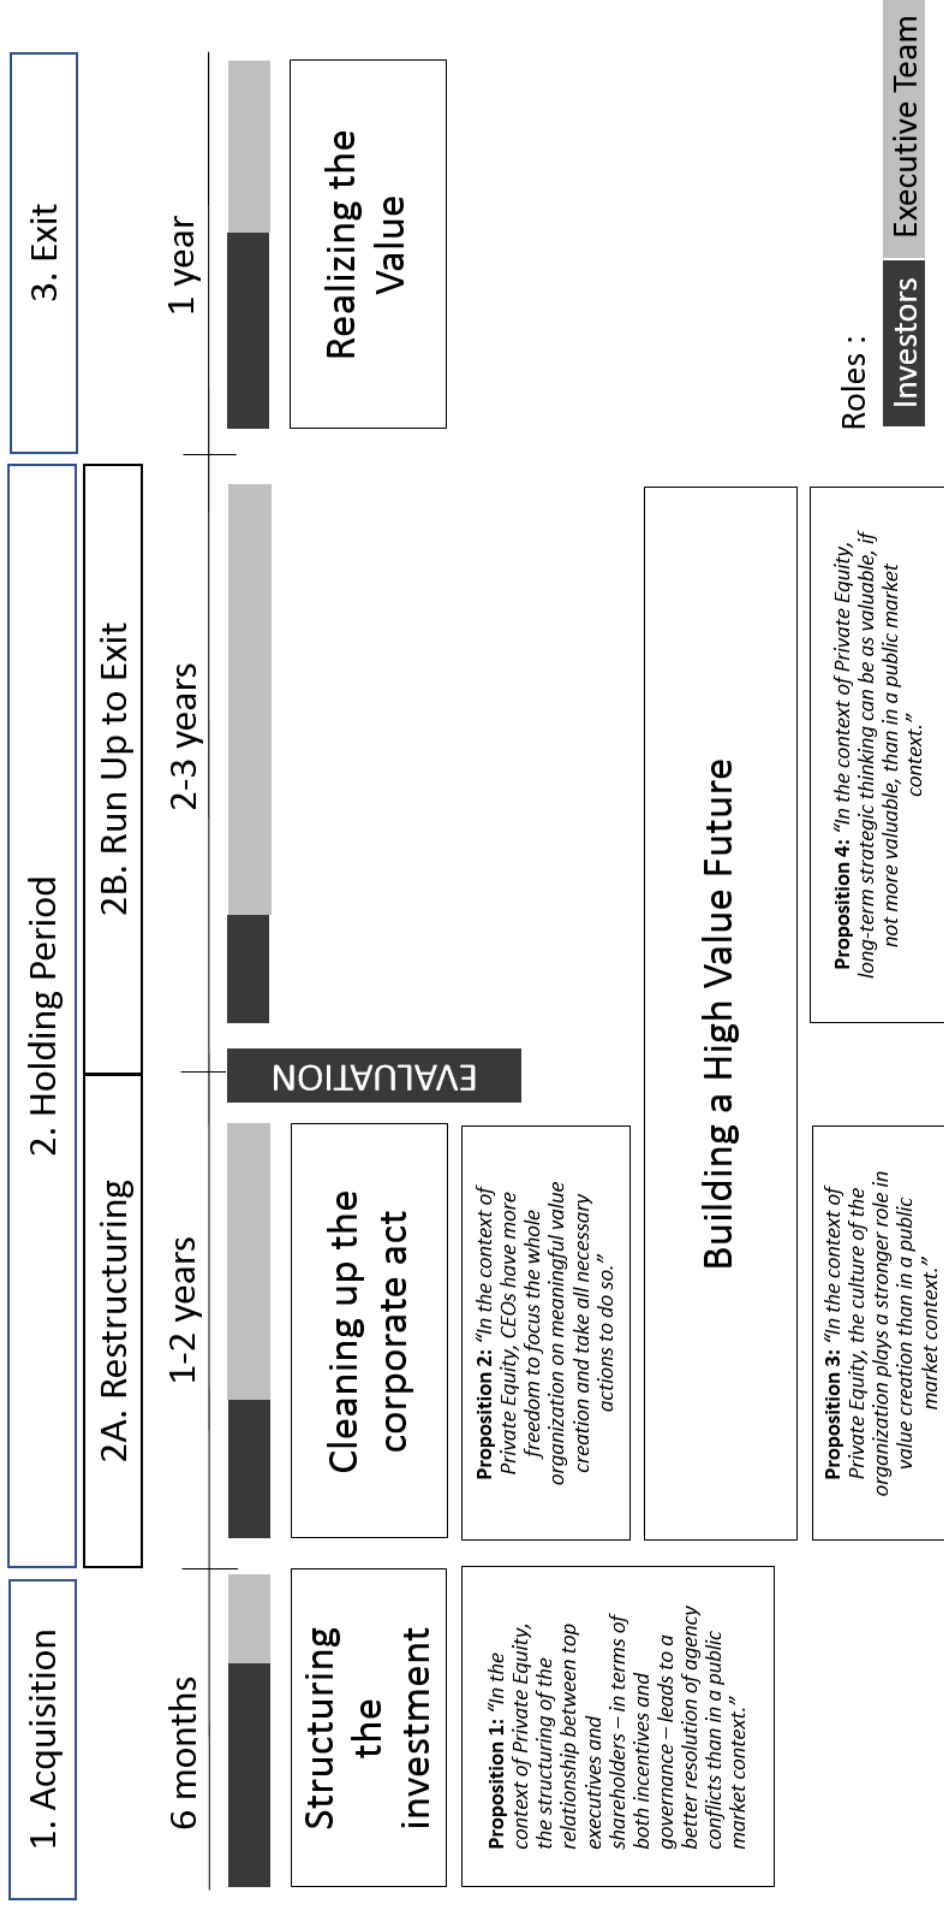 1. Acquisition
2. Holding Period
3. Exit
2A. Restructuring
2B. Run Up to Exit
6 months
1-2 years
2-3 years
1 year
EVALUATION
Structuring
the
investment
Cleaning up the
corporate act
Realizing the
Value
Proposition 1: “In the
context of Private Equity,
the structuring of the
relationship between top
executives and
shareholders – in terms of
both incentives and
governance – leads to a
better resolution of agency
conflicts than in a public
market context.”
Proposition 2: “In the context of
Private Equity, CEOs have more
freedom to focus the whole
organization on meaningful value
creation and take all necessary
actions to do so.”
Building a High Value Future
Proposition 3: “In the context of
Private Equity, the culture of the
organization plays a stronger role in
value creation than in a public
market context.”
Proposition 4: “In the context of Private Equity,
long-term strategic thinking can be as valuable, if
not more valuable, than in a public market
context.”
Roles :
Investors
Executive Team